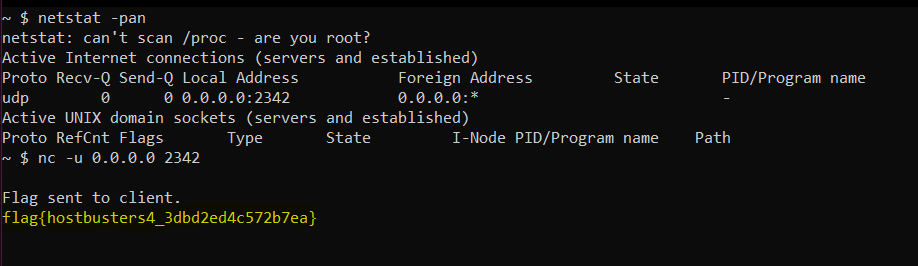 ~ $ netstat -pan
netstat: can't scan /proc - are you root?
Active Internet connections (servers and established)
Proto Recv-Q Send-Q Local Address           Foreign Address         State       PID/Program name
udp        0      0 0.0.0.0:2342            0.0.0.0:*                           -
Active UNIX domain sockets (servers and established)
Proto RefCnt Flags       Type       State         I-Node PID/Program name    Path
~ $ nc -u 0.0.0.0 2342
Flag sent to client.
flag{hostbusters4_3dbd2ed4c572b7ea}